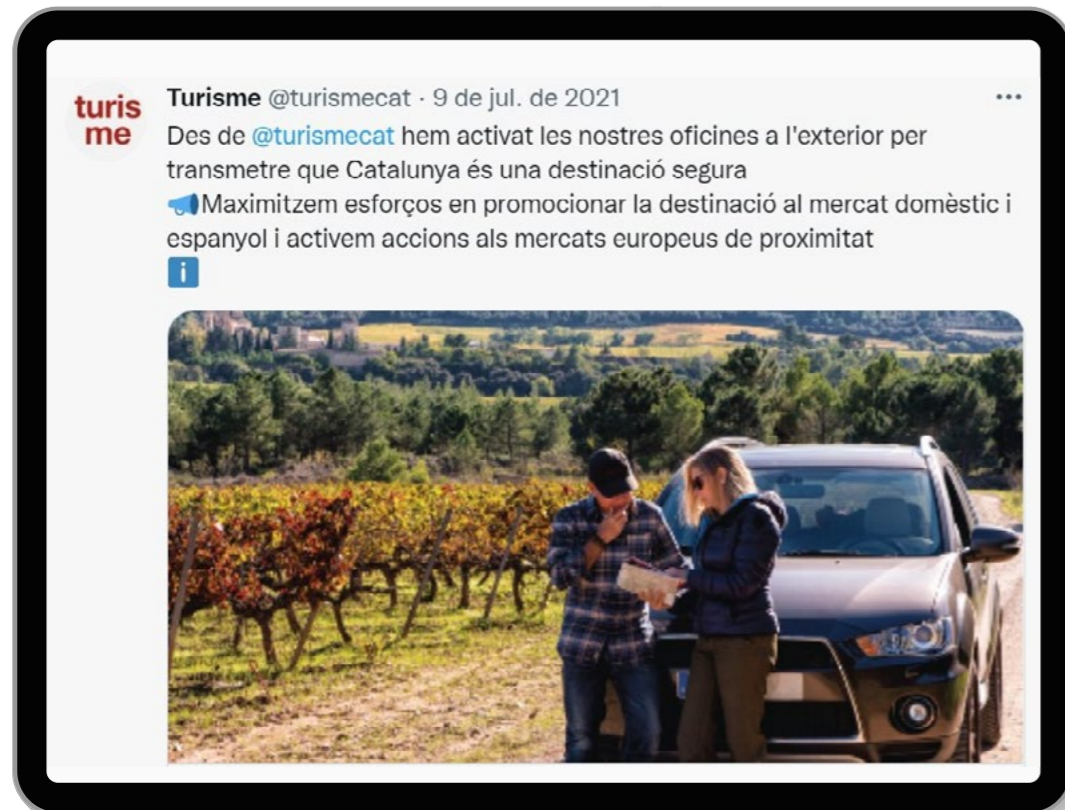 turis
me
Turisme @turismecat · 9 de jul. de 2021
Des de @turismecat hem activat les nostres oficines a l'exterior per
transmetre que Catalunya és una destinació segura
📣Maximitzem esforços en promocionar la destinació al mercat domèstic i
espanyol i activem accions als mercats europeus de proximitat
ℹ️